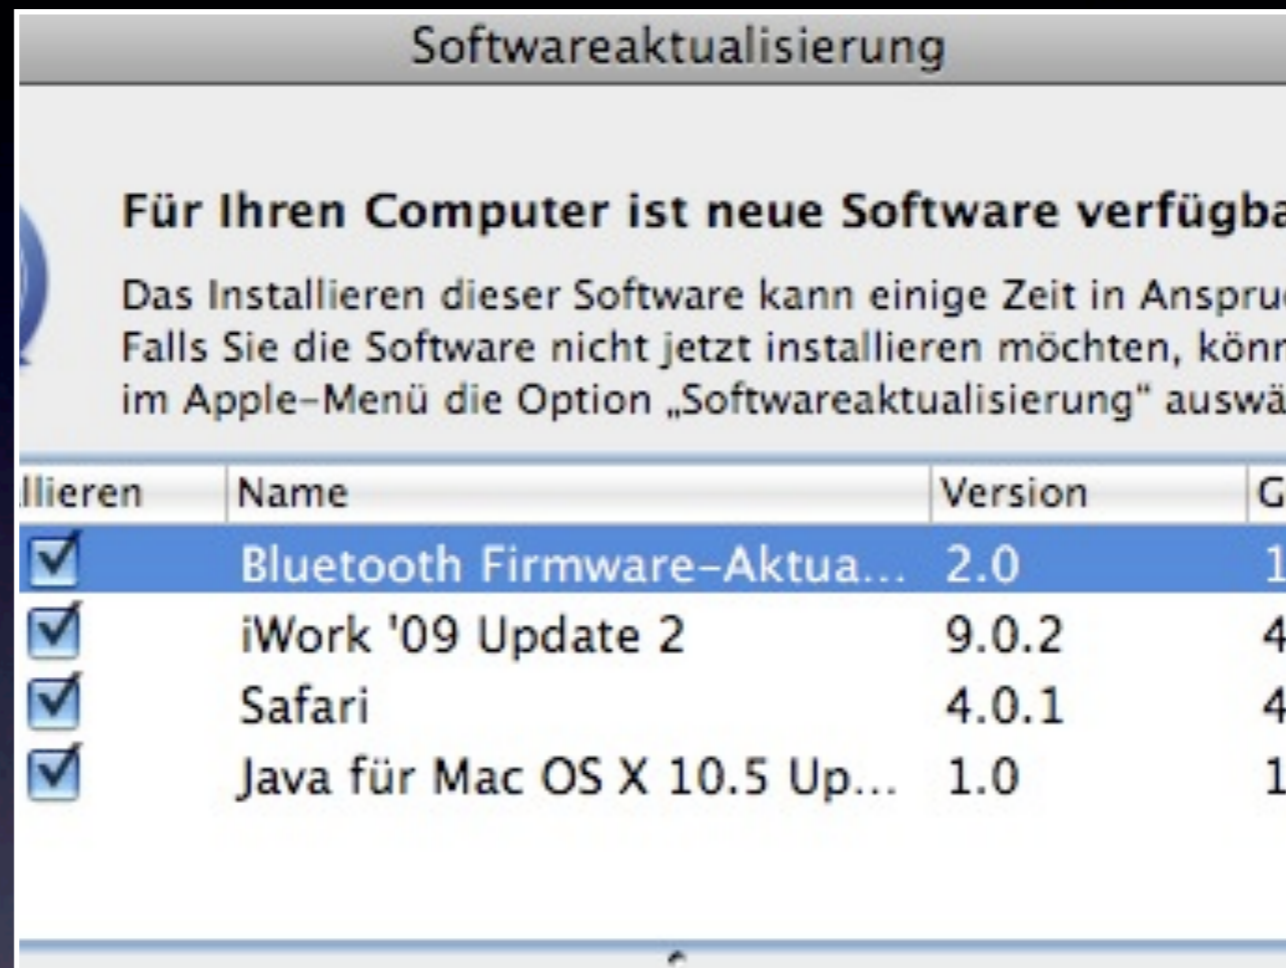 Softwareaktualisierung
Für Ihren Computer ist neue Software verfügba
Das Installieren dieser Software kann einige Zeit in Anspru
Falls Sie die Software nicht jetzt installieren möchten, könn
im Apple-Menü die Option „Softwareaktualisierung“ auswä
llieren Name Version G
Bluetooth Firmware-Aktua... 2.0 1
iWork '09 Update 2 9.0.2 4
Safari 4.0.1 4
Java für Mac OS X 10.5 Up... 1.0 1